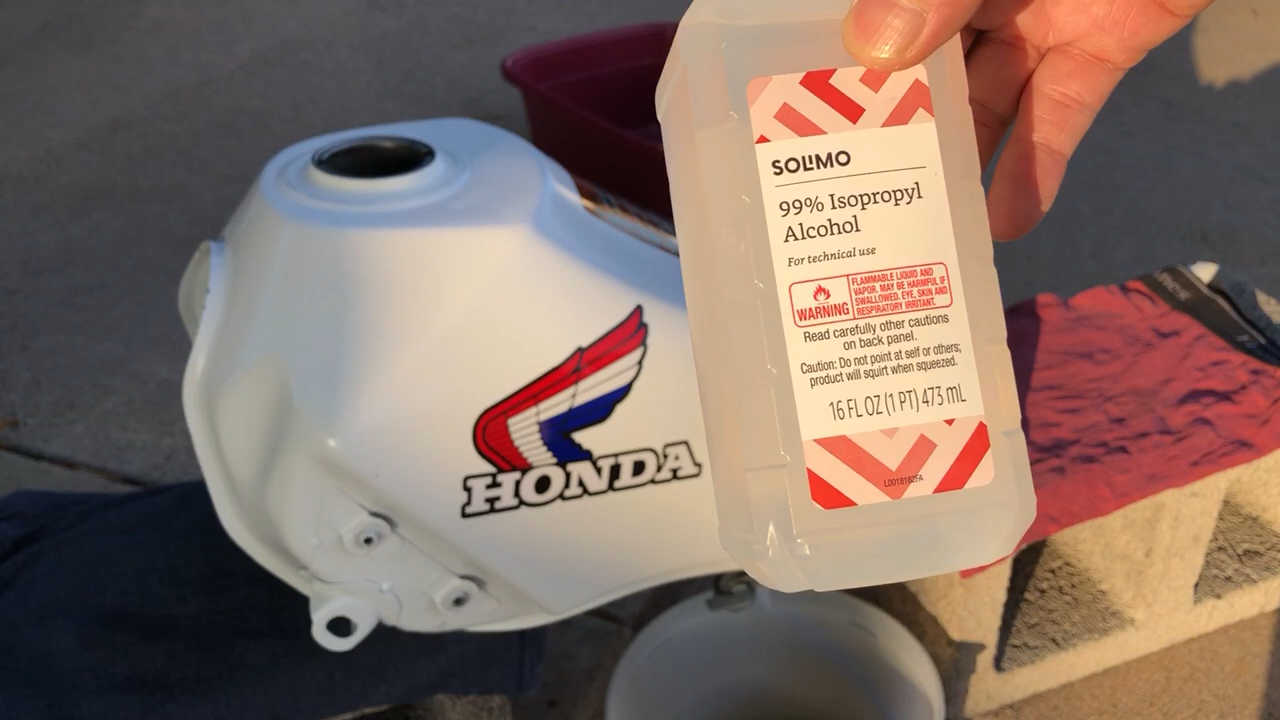 HONDA
SOLIMO
99% Isopropyl
Alcohol
For technical use
WARNING
FLAMMABLE LIQUID AND
VAPOR. MAY BE HARMFUL IF
SWALLOWED. EYE, SKIN AND
RESPIRATORY IRRITANT.
Read carefully other cautions
on back panel.
Caution: Do not point at self or others;
product will squirt when squeezed.
16 FL OZ (1 PT) 473 mL